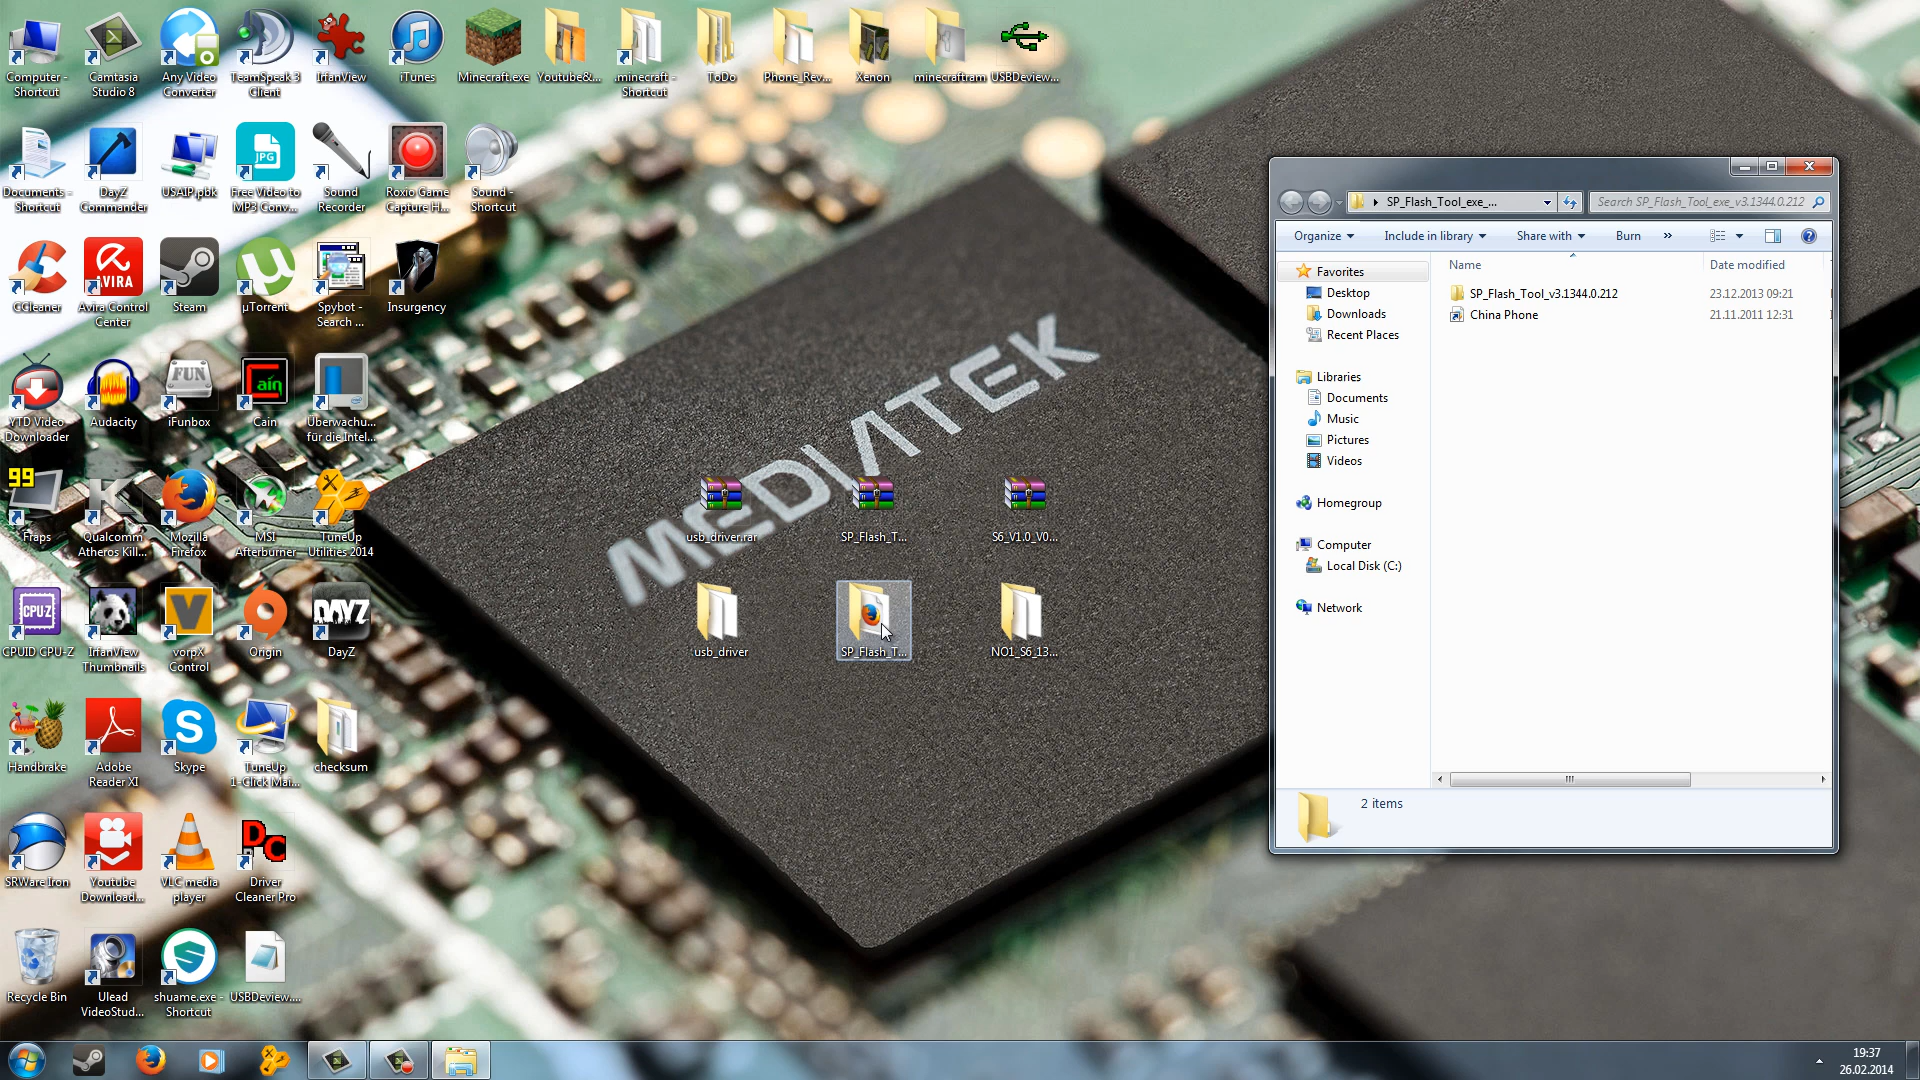 Computer -
Shortcut
Camtasia
Studio 8
Any Video
Converter
TeamSpeak 3
Client
IrfanView
iTunes
Minecraft.exe
Youtube&...
.minecraft -
Shortcut
ToDo
Phone_Rev...
Xenon
minecraftram
USBDeview...
Documents -
Shortcut
DayZ
Commander
USAIP.pbk
JPG
Free Video to
MP3 Conv...
Sound
Recorder
Roxio Game
Capture H...
Sound -
Shortcut
CCleaner
AVIRA
Avira Control
Center
Steam
µTorrent
Spybot -
Search ...
Insurgency
YTD Video
Downloader
Audacity
FUN
iFunbox
Cain
Überwachu...
für die Intel...
99
Fraps
Qualcomm
Atheros Kill...
Mozilla
Firefox
MSI
Afterburner
TuneUp
Utilities 2014
CPU-Z
CPUID CPU-Z
IrfanView
Thumbnails
vorpX
Control
Origin
DAYZ
DayZ
Handbrake
Adobe
Reader XI
Skype
TuneUp
1-Click Mai...
checksum
SRWare Iron
Youtube
Download...
VLC media
player
DC
Driver
Cleaner Pro
Recycle Bin
Ulead
VideoStud...
shuame.exe -
Shortcut
USBDeview....
MEDIATEK
usb_driver.rar
SP_Flash_T...
S6_V1.0_V0...
usb_driver
SP_Flash_T...
NO1_S6_13...
SP_Flash_Tool_exe_...
Search SP_Flash_Tool_exe_v3.1344.0.212
Organize
Include in library
Share with
Burn
»
Favorites
Desktop
Downloads
Recent Places
Libraries
Documents
Music
Pictures
Videos
Homegroup
Computer
Local Disk (C:)
Network
Name
Date modified
SP_Flash_Tool_v3.1344.0.212
23.12.2013 09:21
China Phone
21.11.2011 12:31
2 items
19:37
26.02.2014